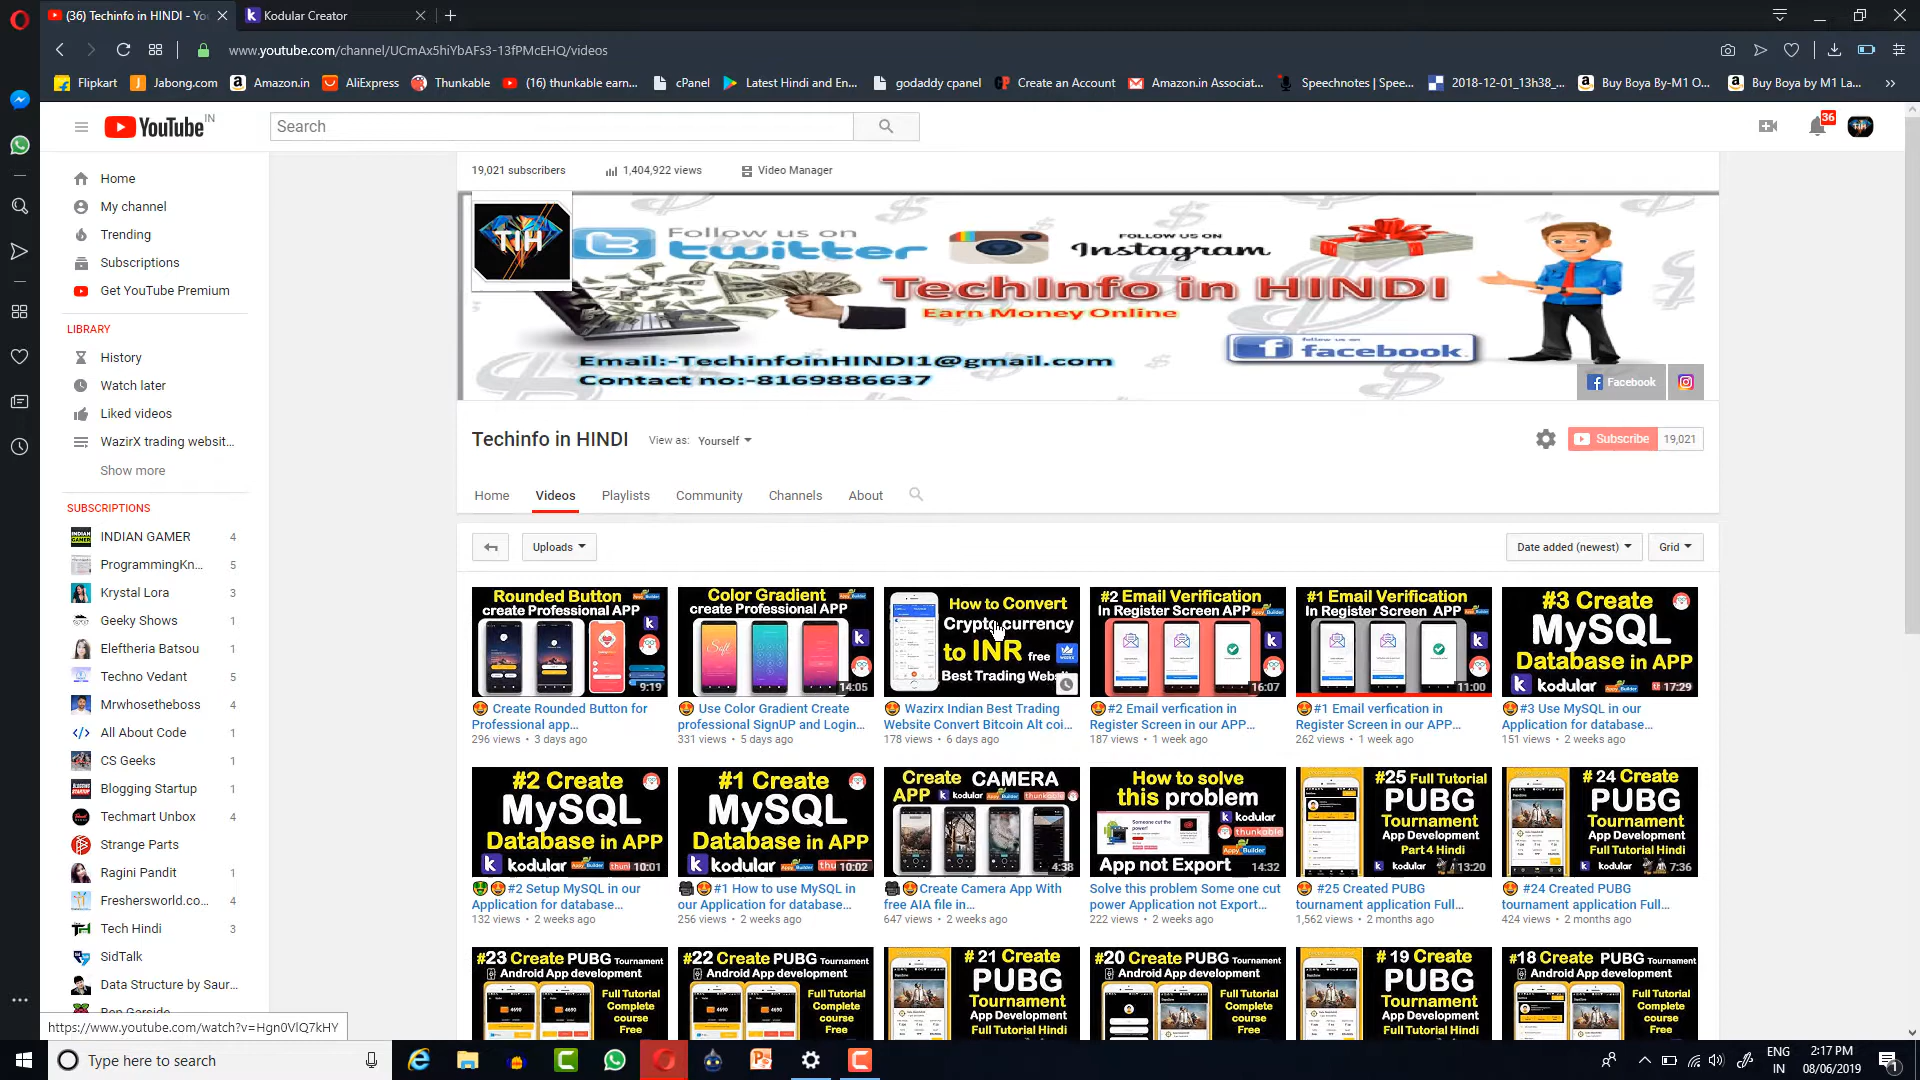 (36) Techinfo in HINDI - Yo
Kodular Creator
www.youtube.com/channel/UCmAx5hiYbAFs3-13fPMcEHQ/videos
Flipkart
Jabong.com
Amazon.in
AliExpress
Thunkable
(16) thunkable earn...
cPanel
Latest Hindi and En...
godaddy cpanel
Create an Account
Amazon.in Associat...
Speechnotes | Spee...
2018-12-01_13h38_...
Buy Boya By-M1 O...
Buy Boya by M1 La...
YouTube IN
Search
36
Home
My channel
Trending
Subscriptions
Get YouTube Premium
LIBRARY
History
Watch later
Liked videos
WazirX trading websit...
Show more
SUBSCRIPTIONS
INDIAN GAMER 4
ProgrammingKn... 5
Krystal Lora 3
Geeky Shows 1
Eleftheria Batsou 1
Techno Vedant 5
Mrwhosetheboss 4
All About Code 1
CS Geeks 1
Blogging Startup 1
Techmart Unbox 4
Strange Parts
Ragini Pandit 1
Freshersworld.co... 4
Tech Hindi 3
SidTalk
Data Structure by Saur...
https://www.youtube.com/watch?v=Hgn0VlQ7kHY
19,021 subscribers
1,404,922 views
Video Manager
TIH
Follow us on
twitter
FOLLOW US ON
Instagram
TechInfo in HINDI
Earn Money Online
Email:-TechinfoinHINDI1@gmail.com
Contact no:-8169886637
follow us on
facebook
Facebook
Techinfo in HINDI
View as: Yourself
Subscribe 19,021
Home
Videos
Playlists
Community
Channels
About
Uploads
Date added (newest)
Grid
Rounded Button
create Professional APP
9:19
Create Rounded Button for
Professional app...
296 views • 3 days ago
Color Gradient
create Professional APP
14:05
Use Color Gradient Create
professional SignUP and Login...
331 views • 5 days ago
How to Convert
Cryptocurrency
to INR free
Best Trading Website
Wazirx Indian Best Trading
Website Convert Bitcoin Alt coi...
178 views • 6 days ago
#2 Email Verification
In Register Screen APP
16:07
#2 Email verfication in
Register Screen in our APP...
187 views • 1 week ago
#1 Email Verification
In Register Screen APP
11:00
#1 Email verfication in
Register Screen in our APP...
262 views • 1 week ago
#3 Create
MySQL
Database in APP
kodular
17:29
#3 Use MySQL in our
Application for database...
151 views • 2 weeks ago
#2 Create
MySQL
Database in APP
kodular
10:01
#2 Setup MySQL in our
Application for database...
132 views • 2 weeks ago
#1 Create
MySQL
Database in APP
kodular
10:02
#1 How to use MySQL in
our Application for database...
256 views • 2 weeks ago
Create CAMERA
APP kodular thunkable
4:38
Create Camera App With
free AIA file in...
647 views • 2 weeks ago
How to solve
this problem
kodular
thunkable
App not Export
14:32
Solve this problem Some one cut
power Application not Export...
222 views • 2 weeks ago
#25 Full Tutorial
PUBG
Tournament
App Development
Part 4 Hindi
kodular
13:20
#25 Created PUBG
tournament application Full...
1,562 views • 2 months ago
# 24 Create
PUBG
Tournament
App Development
Full Tutorial Hindi
kodular
7:36
#24 Created PUBG
tournament application Full...
424 views • 2 months ago
#23 Create PUBG Tournament
Android App development
Full Tutorial
Complete
course
Free
#22 Create PUBG Tournament
Android App development
Full Tutorial
Complete
course
Free
# 21 Create
PUBG
Tournament
Full Tutorial Hindi
#20 Create PUBG Tournament
Android App development
Full Tutorial
Complete
course
Free
# 19 Create
PUBG
Tournament
Full Tutorial Hindi
#18 Create PUBG Tournament
Android App development
Full Tutorial
Complete
course
Free
Type here to search
ENG
IN
2:17 PM
08/06/2019
1